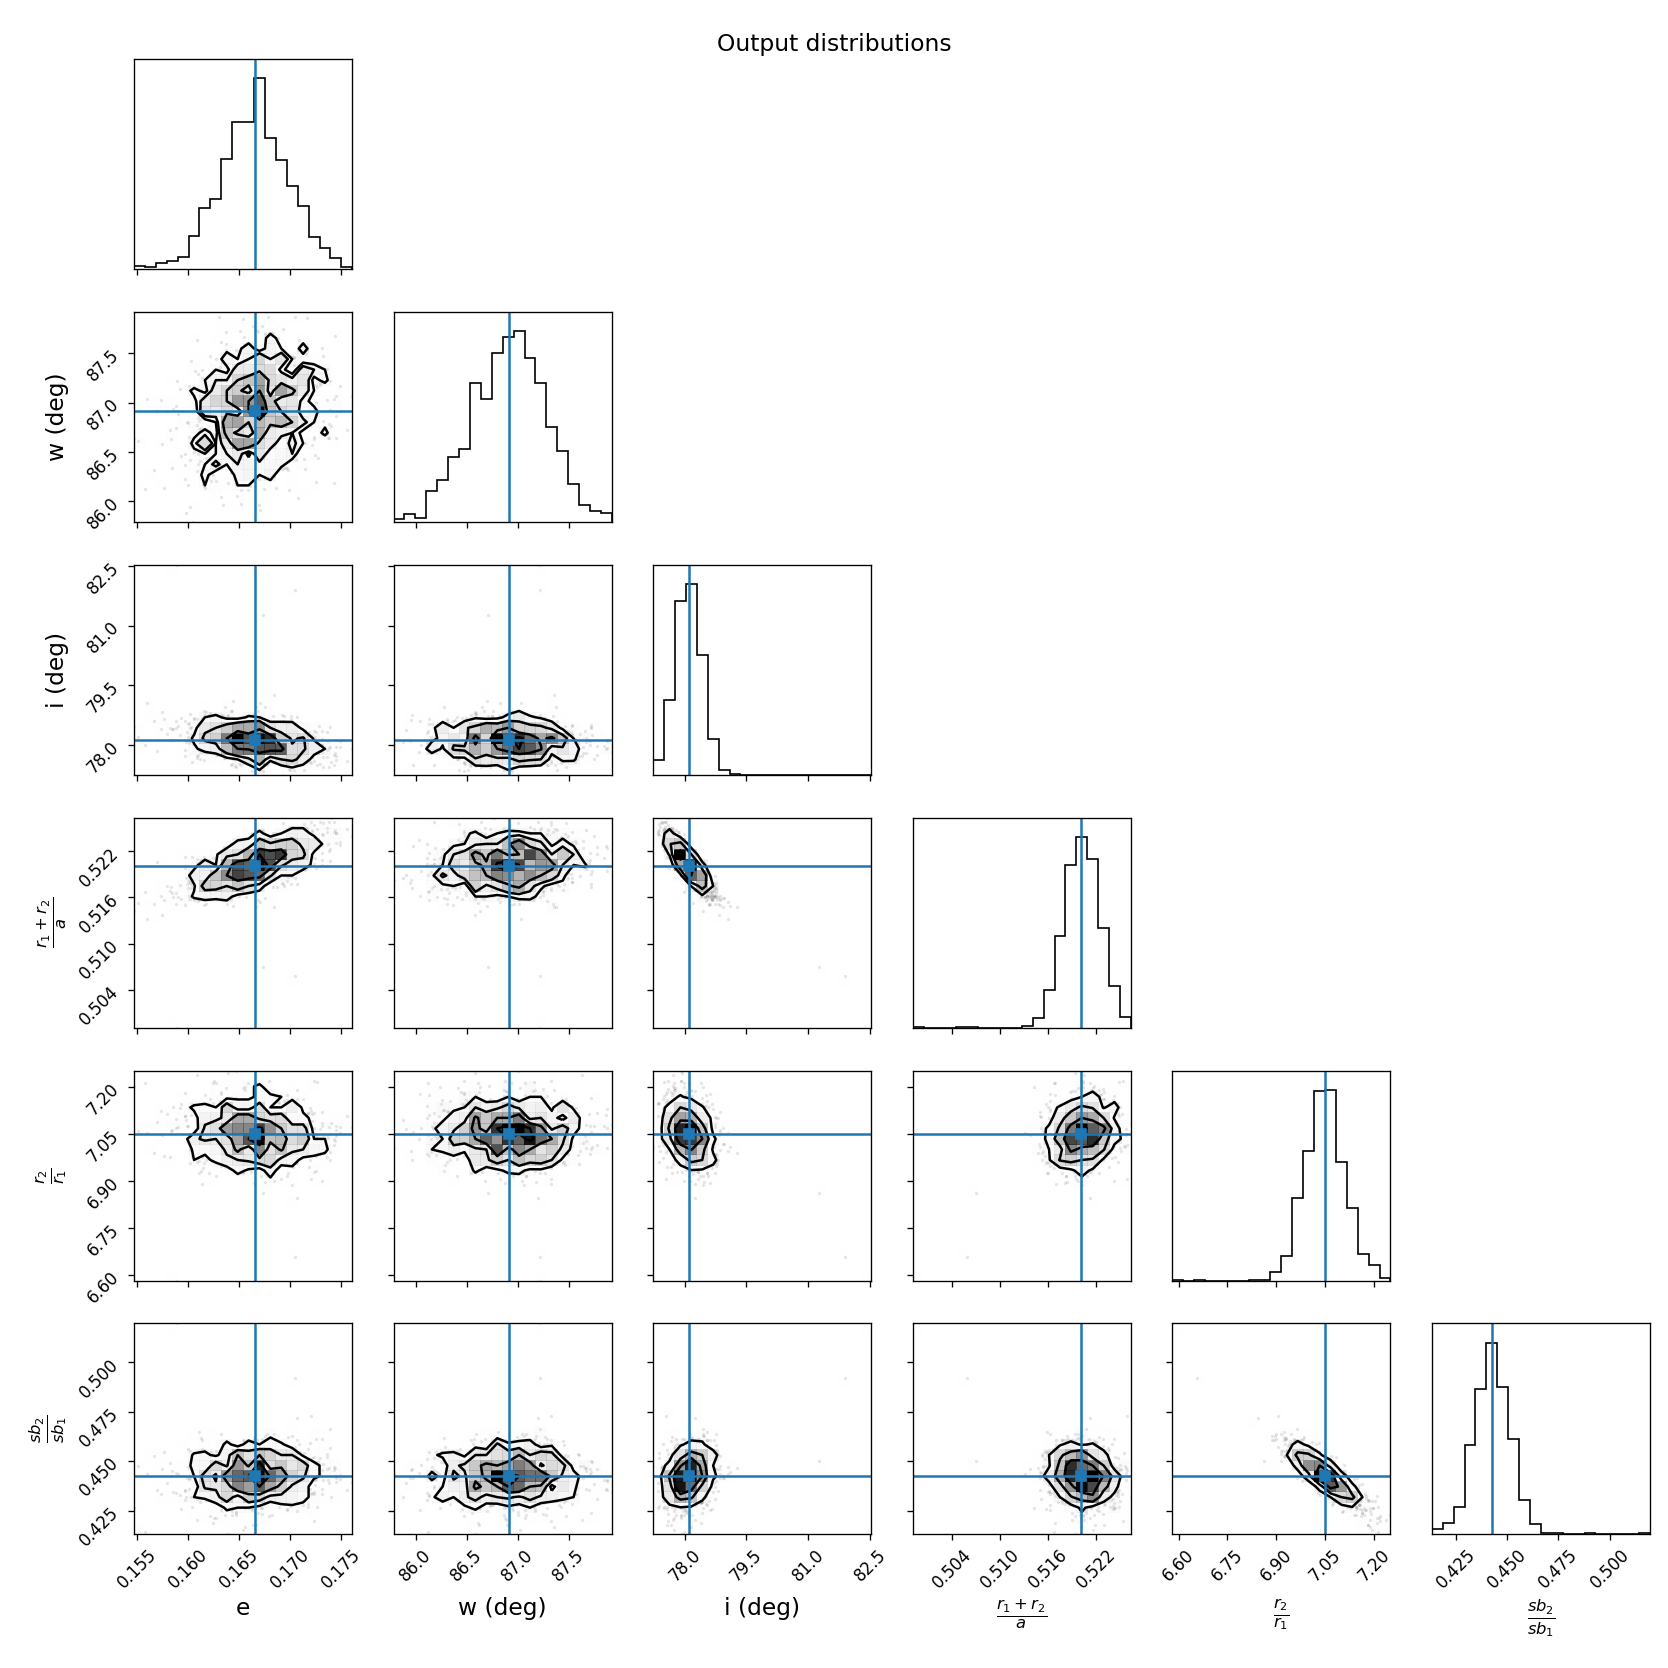 Output distributions
w (deg)
87.5
87.0
86.5
86.0
i (deg)
82.5
81.0
79.5
78.0
r₁ + r₂
a
0.522
0.516
0.510
0.504
r₂
r₁
7.20
7.05
6.90
6.75
6.60
sb₂
sb₁
0.500
0.475
0.450
0.425
0.155 0.160 0.165 0.170 0.175 86.0 86.5 87.0 87.5 78.0 79.5 81.0 82.5 0.504 0.510 0.516 0.522 6.60 6.75 6.90 7.05 7.20 0.425 0.450 0.475 0.500
e w (deg) i (deg)
r₁ + r₂
a
r₂
r₁
sb₂
sb₁